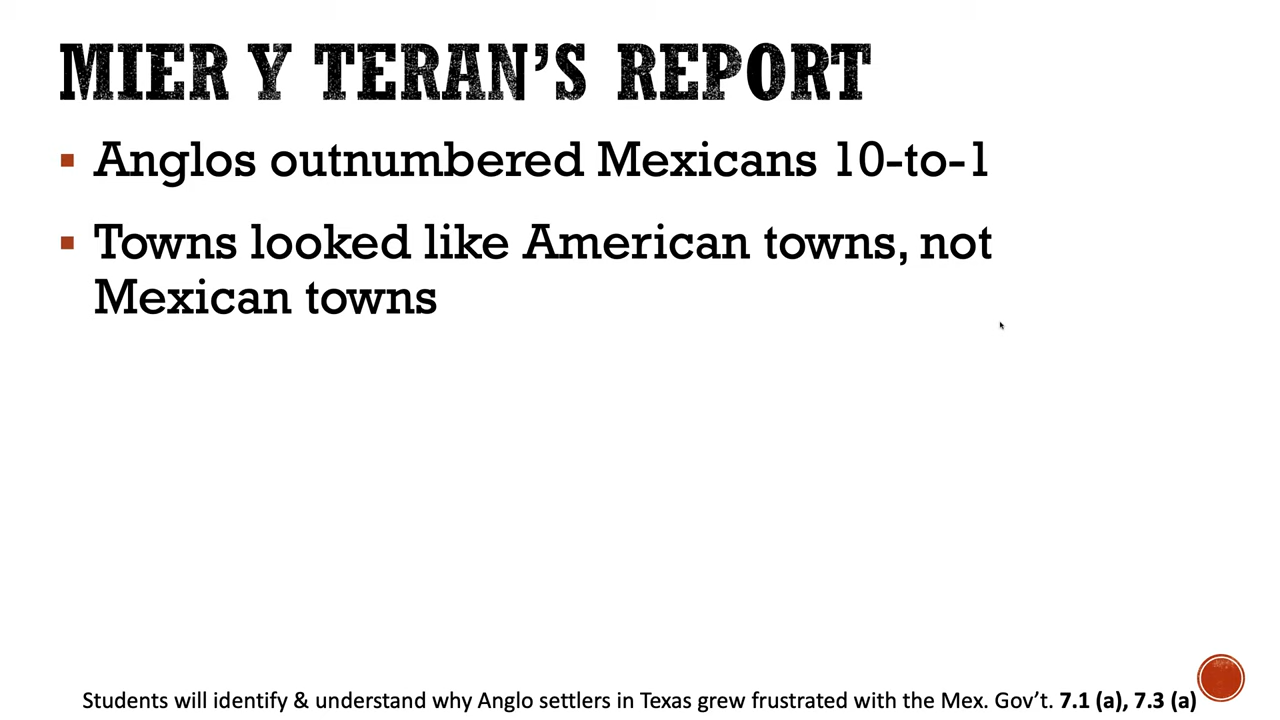 MIER Y TERAN’S REPORT
▪ Anglos outnumbered Mexicans 10-to-1
▪ Towns looked like American towns, not
Mexican towns
Students will identify & understand why Anglo settlers in Texas grew frustrated with the Mex. Gov’t. 7.1 (a), 7.3 (a)